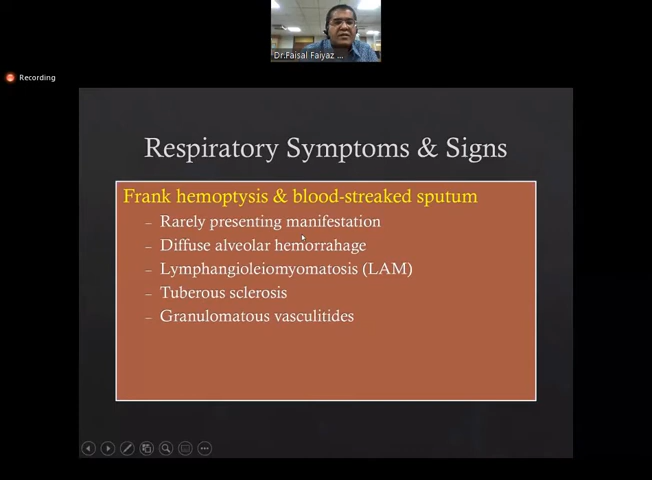 Dr.Faisal Faiyaz ...
Recording
Respiratory Symptoms & Signs
Frank hemoptysis & blood-streaked sputum
– Rarely presenting manifestation
– Diffuse alveolar hemorrahage
– Lymphangioleiomyomatosis (LAM)
– Tuberous sclerosis
– Granulomatous vasculitides